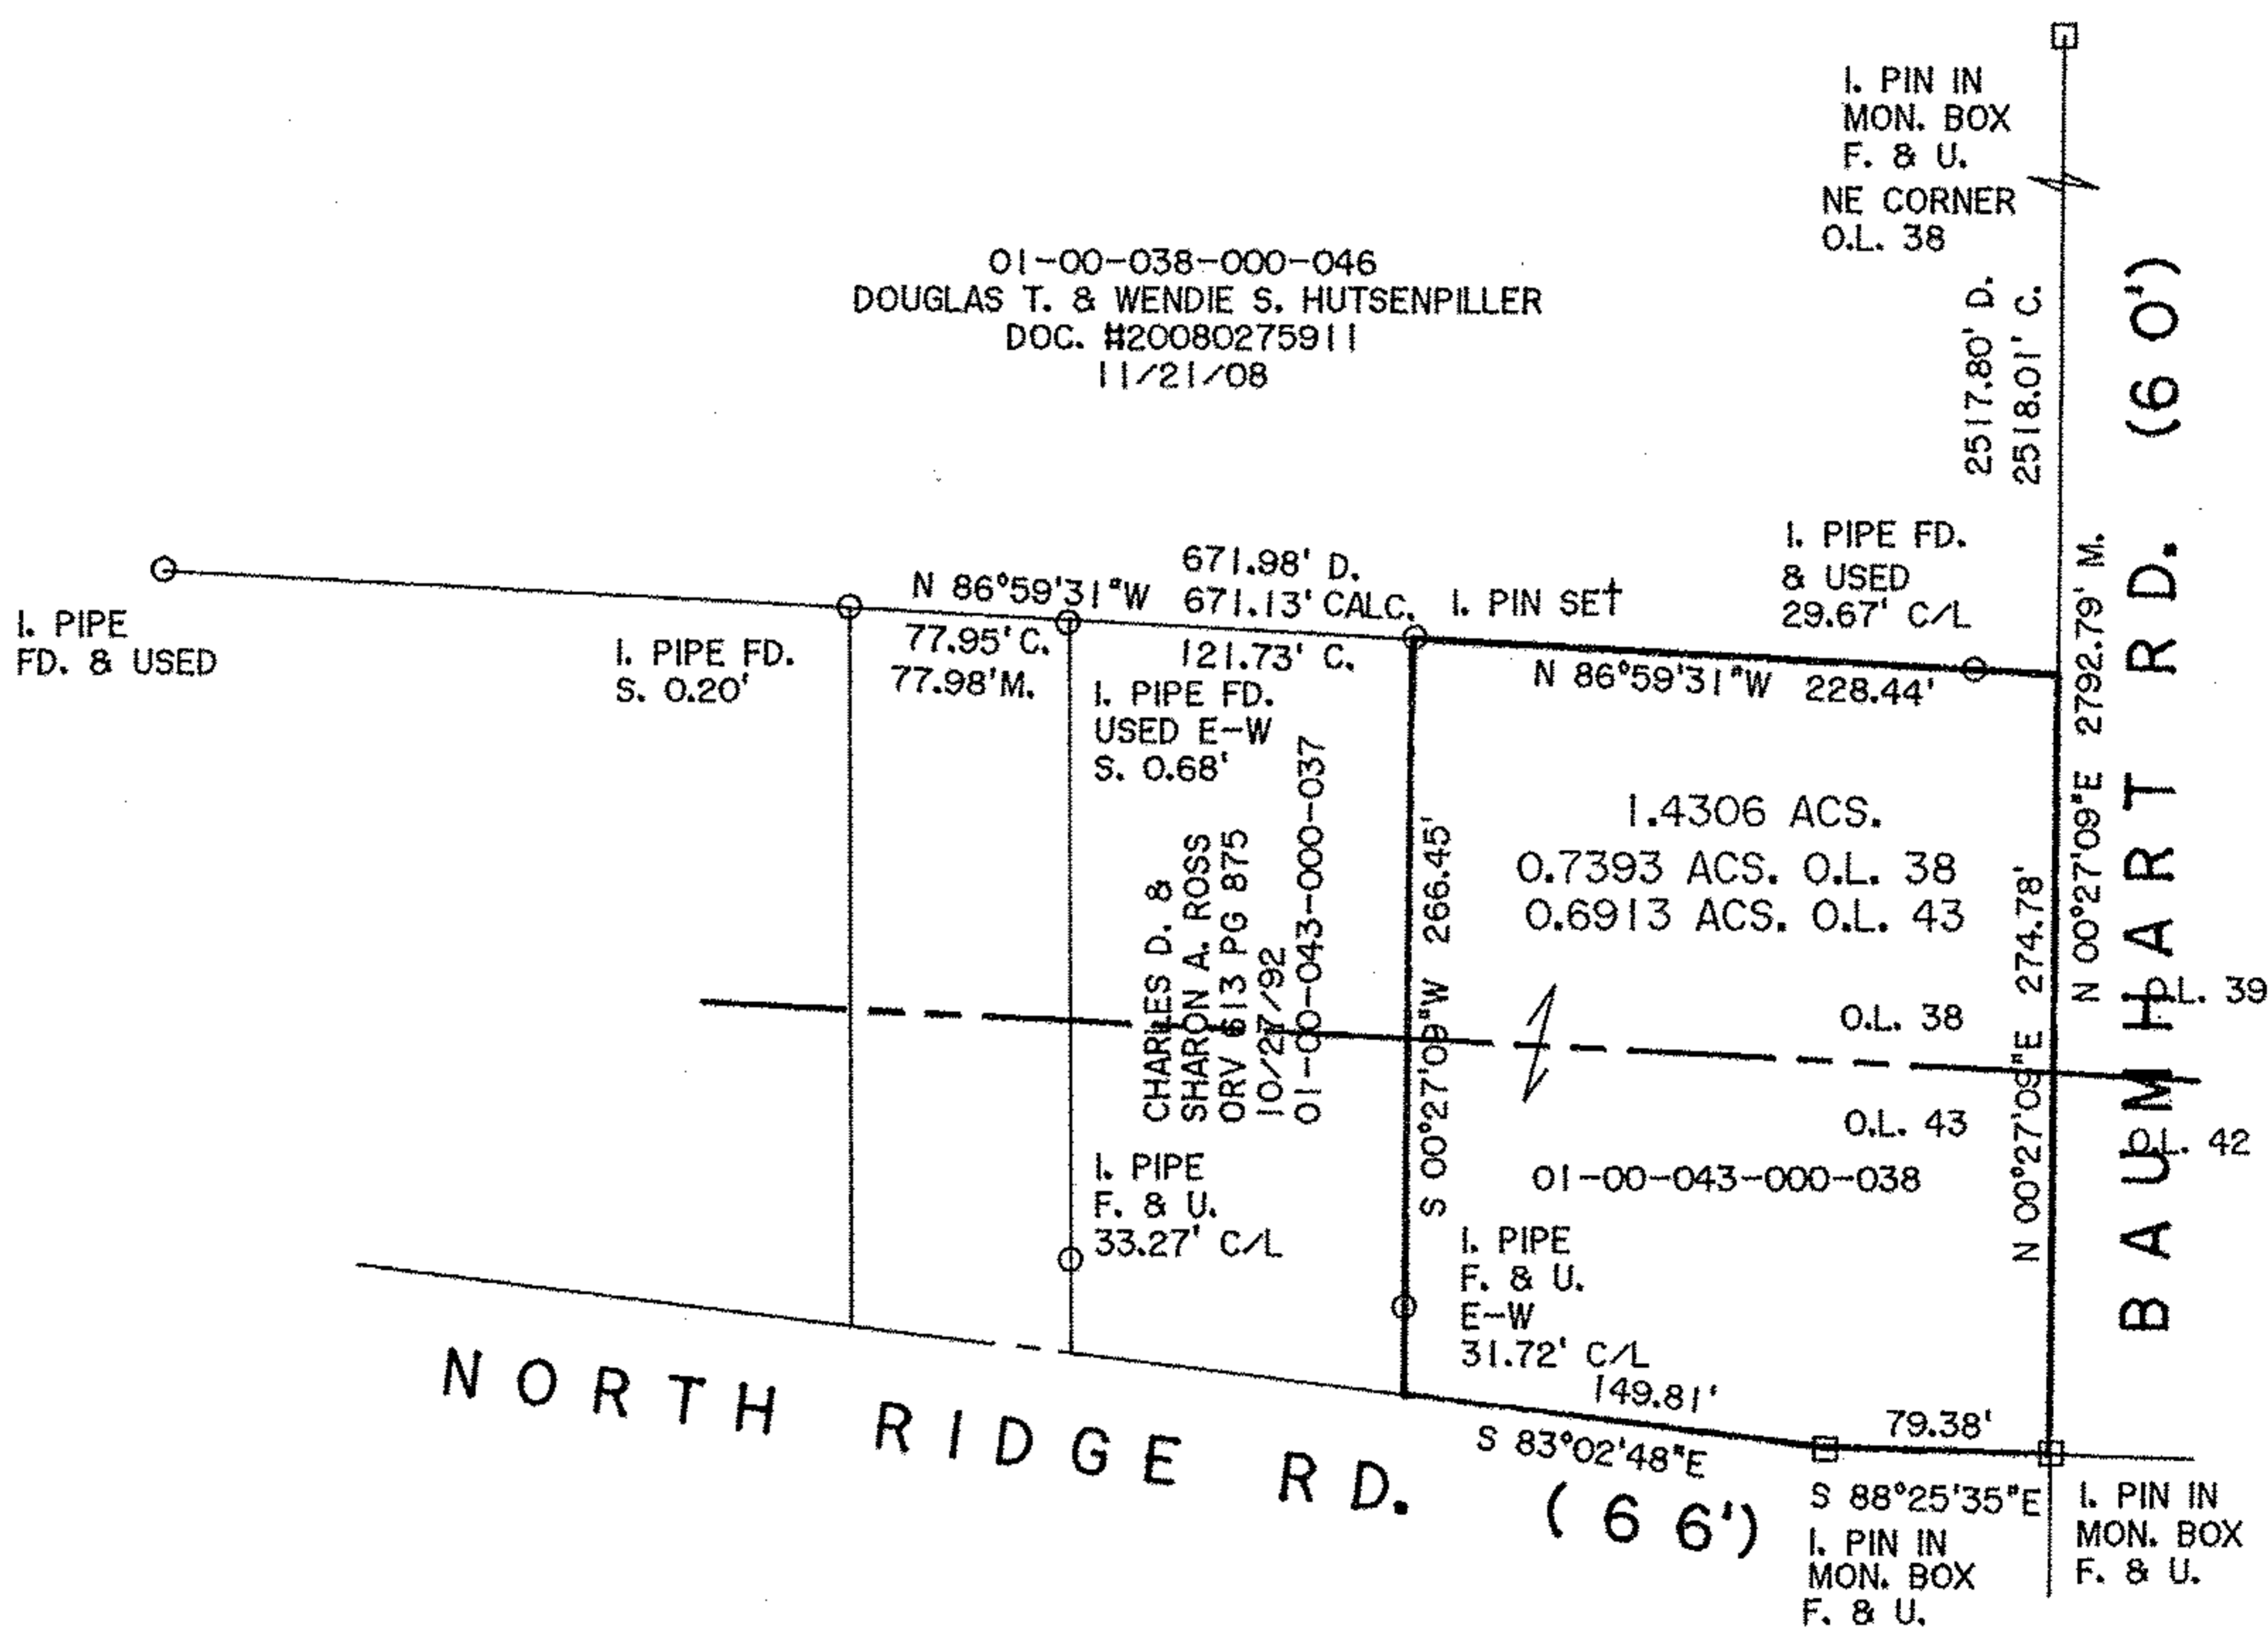 I. PIN IN
MON. BOX
F. & U.
NE CORNER
O.L. 38
01-00-038-000-046
DOUGLAS T. & WENDIE S. HUTSENPILLER
DOC. #20080275911
11/21/08
2517.80' D.
2518.01' C.
BAUMHART RD. (60')
N 00°27'09"E 2792.79' M.
I. PIPE
FD. & USED
I. PIPE FD.
S. 0.20'
N 86°59'31"W
671.98' D.
671.13' CALC.
77.95' C.
77.98' M.
121.73' C.
I. PIPE FD.
USED E-W
S. 0.68'
I. PIN SET
I. PIPE FD.
& USED
29.67' C/L
N 86°59'31"W 228.44'
1.4306 ACS.
0.7393 ACS. O.L. 38
0.6913 ACS. O.L. 43
CHARLES D. &
SHARON A. ROSS
ORV 613 PG 875
10/27/92
01-00-043-000-037
S 00°27'09"W 266.45'
N 00°27'09"E 274.78'
O.L. 38
O.L. 39
O.L. 43
O.L. 42
01-00-043-000-038
I. PIPE
F. & U.
33.27' C/L
I. PIPE
F. & U.
E-W
31.72' C/L
149.81'
79.38'
S 83°02'48"E
S 88°25'35"E
NORTH RIDGE RD. (66')
I. PIN IN
MON. BOX
F. & U.
I. PIN IN
MON. BOX
F. & U.